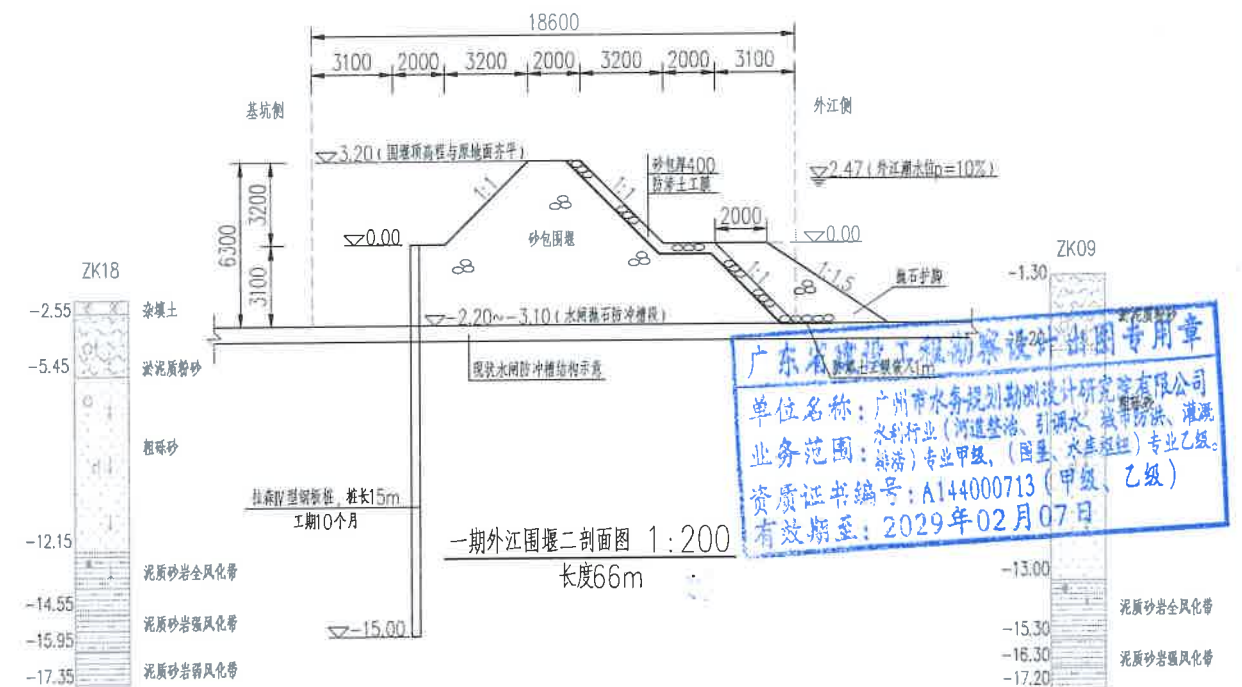 18600
3100 2000 3200 2000 3200 2000 3100
基坑侧
外江侧
3.20(围堰顶高程与原地面齐平)
砂包厚400
防渗土工膜
2.47(外江潮水位p=10%)
1:1
1:1
2000
3200
6300
3100
0.00
砂包围堰
0.00
1:1
1:1.5
抛石护脚
-2.20~-3.10(水闸抛石防冲槽段)
现状水闸防冲槽结构示意
拉森Ⅳ型钢板桩,桩长15m
工期10个月
-15.00
一期外江围堰二剖面图 1:200
长度66m
ZK18
-2.55
杂填土
-5.45
淤泥质粉砂
粗砾砂
-12.15
泥质砂岩全风化带
-14.55
泥质砂岩强风化带
-15.95
泥质砂岩弱风化带
-17.35
ZK09
-1.30
淤泥质粉砂
-13.00
泥质砂岩全风化带
-15.30
-16.30
泥质砂岩强风化带
-17.20
广东省建设工程勘察设计出图专用章
单位名称:广州市水务规划勘测设计研究院有限公司
业务范围:水利行业(河道整治、引调水、城市防洪、灌溉
排涝)专业甲级,(围垦、水库枢纽)专业乙级。
资质证书编号:A144000713(甲级、乙级)
有效期至:2029年02月07日